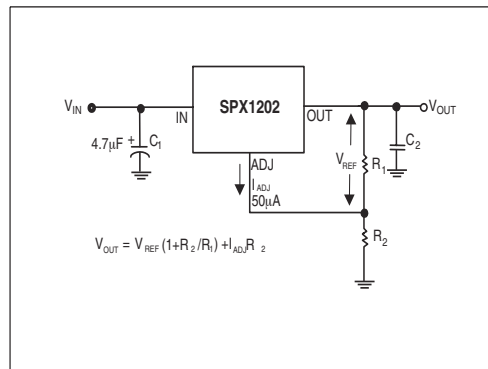 SPX1202
V_IN
IN
OUT
V_OUT
4.7μF + C_1
ADJ
V_REF
R_1
C_2
I_ADJ
50μA
R_2
V_OUT = V_REF (1+R_2/R_1) +I_ADJ R_2